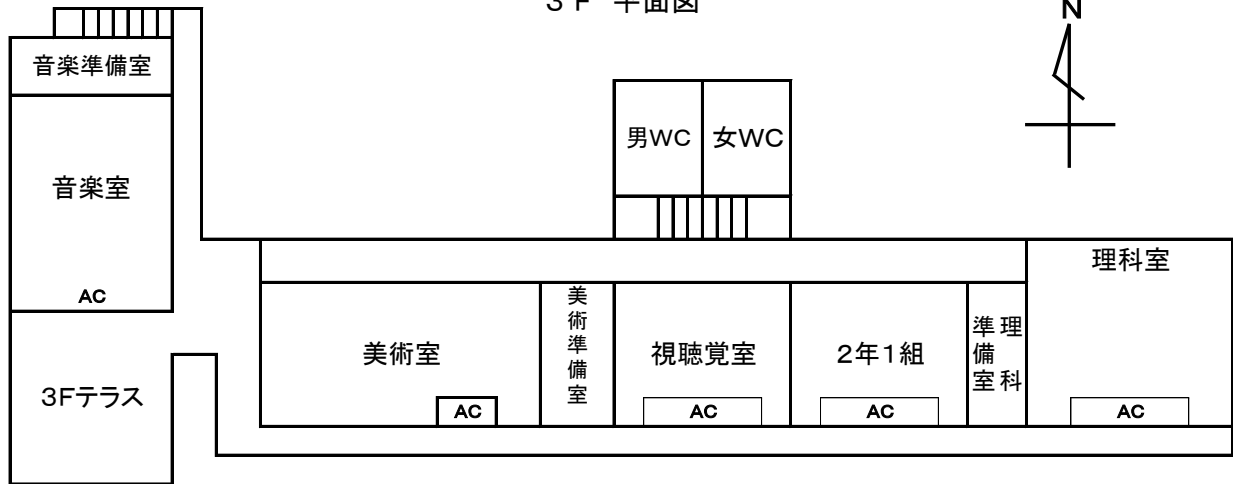 3F 平面図
N
音楽準備室
男WC
女WC
音楽室
理科室
AC
美術室
美術準備室
視聴覚室
2年1組
理科
準備室
3Fテラス
AC
AC
AC
AC